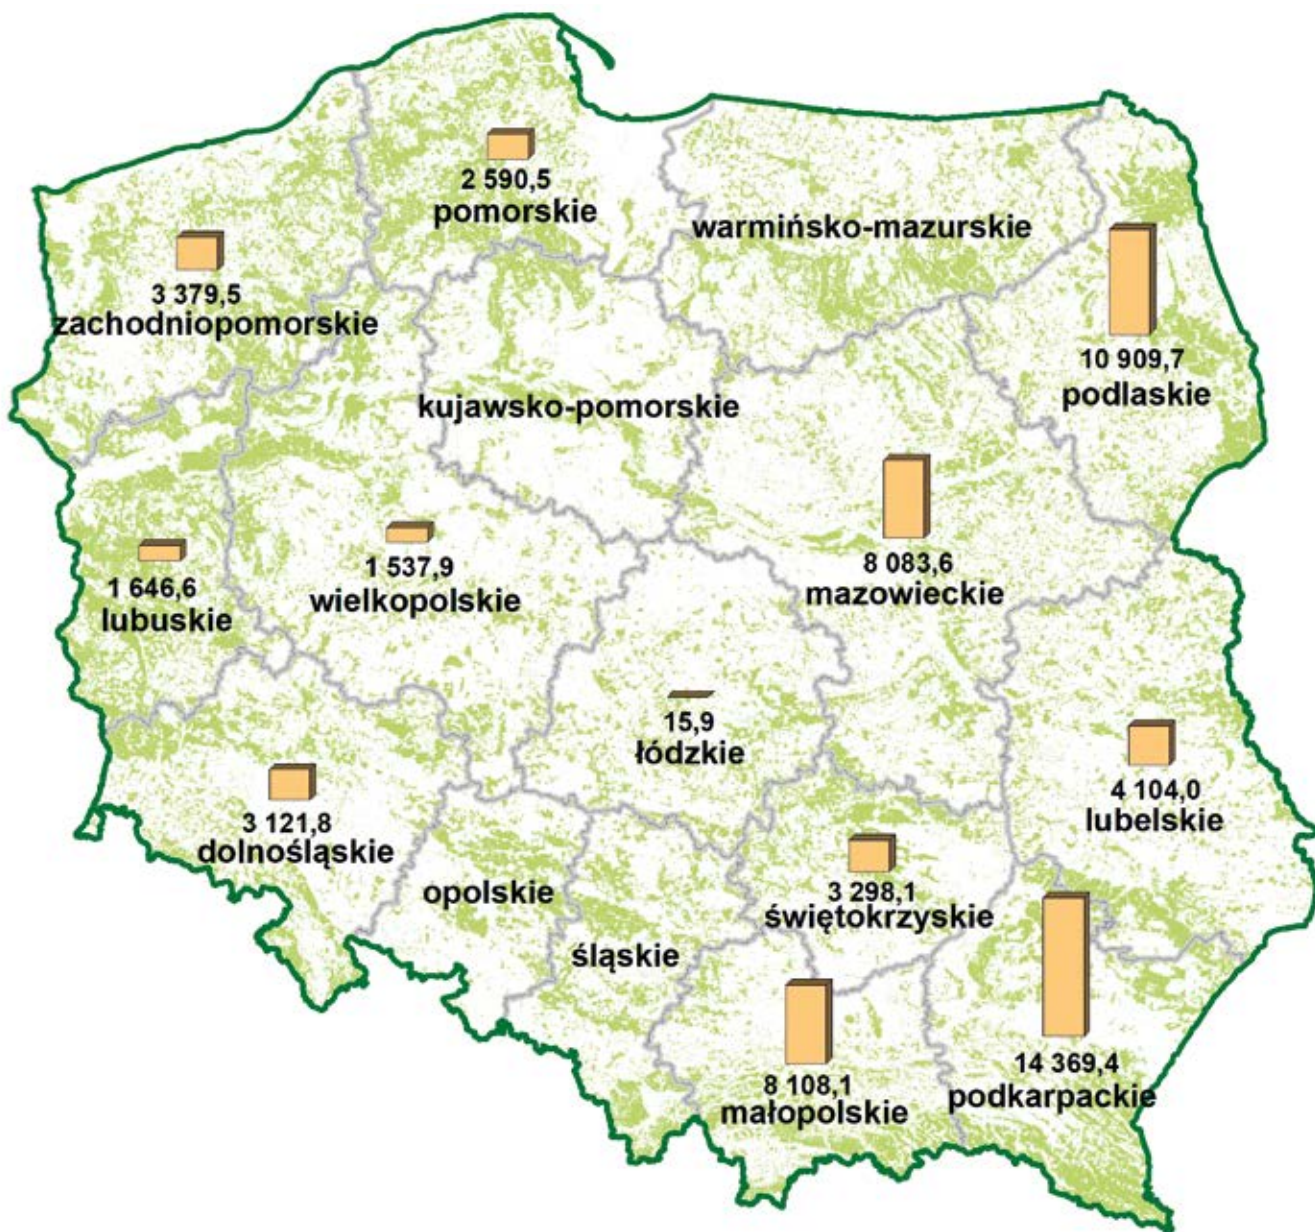 2 590,5
pomorskie
warmińsko-mazurskie
3 379,5
zachodniopomorskie
10 909,7
podlaskie
kujawsko-pomorskie
8 083,6
mazowieckie
1 537,9
wielkopolskie
1 646,6
lubuskie
15,9
łódzkie
4 104,0
lubelskie
3 121,8
dolnośląskie
opolskie
3 298,1
świętokrzyskie
śląskie
14 369,4
podkarpackie
8 108,1
małopolskie